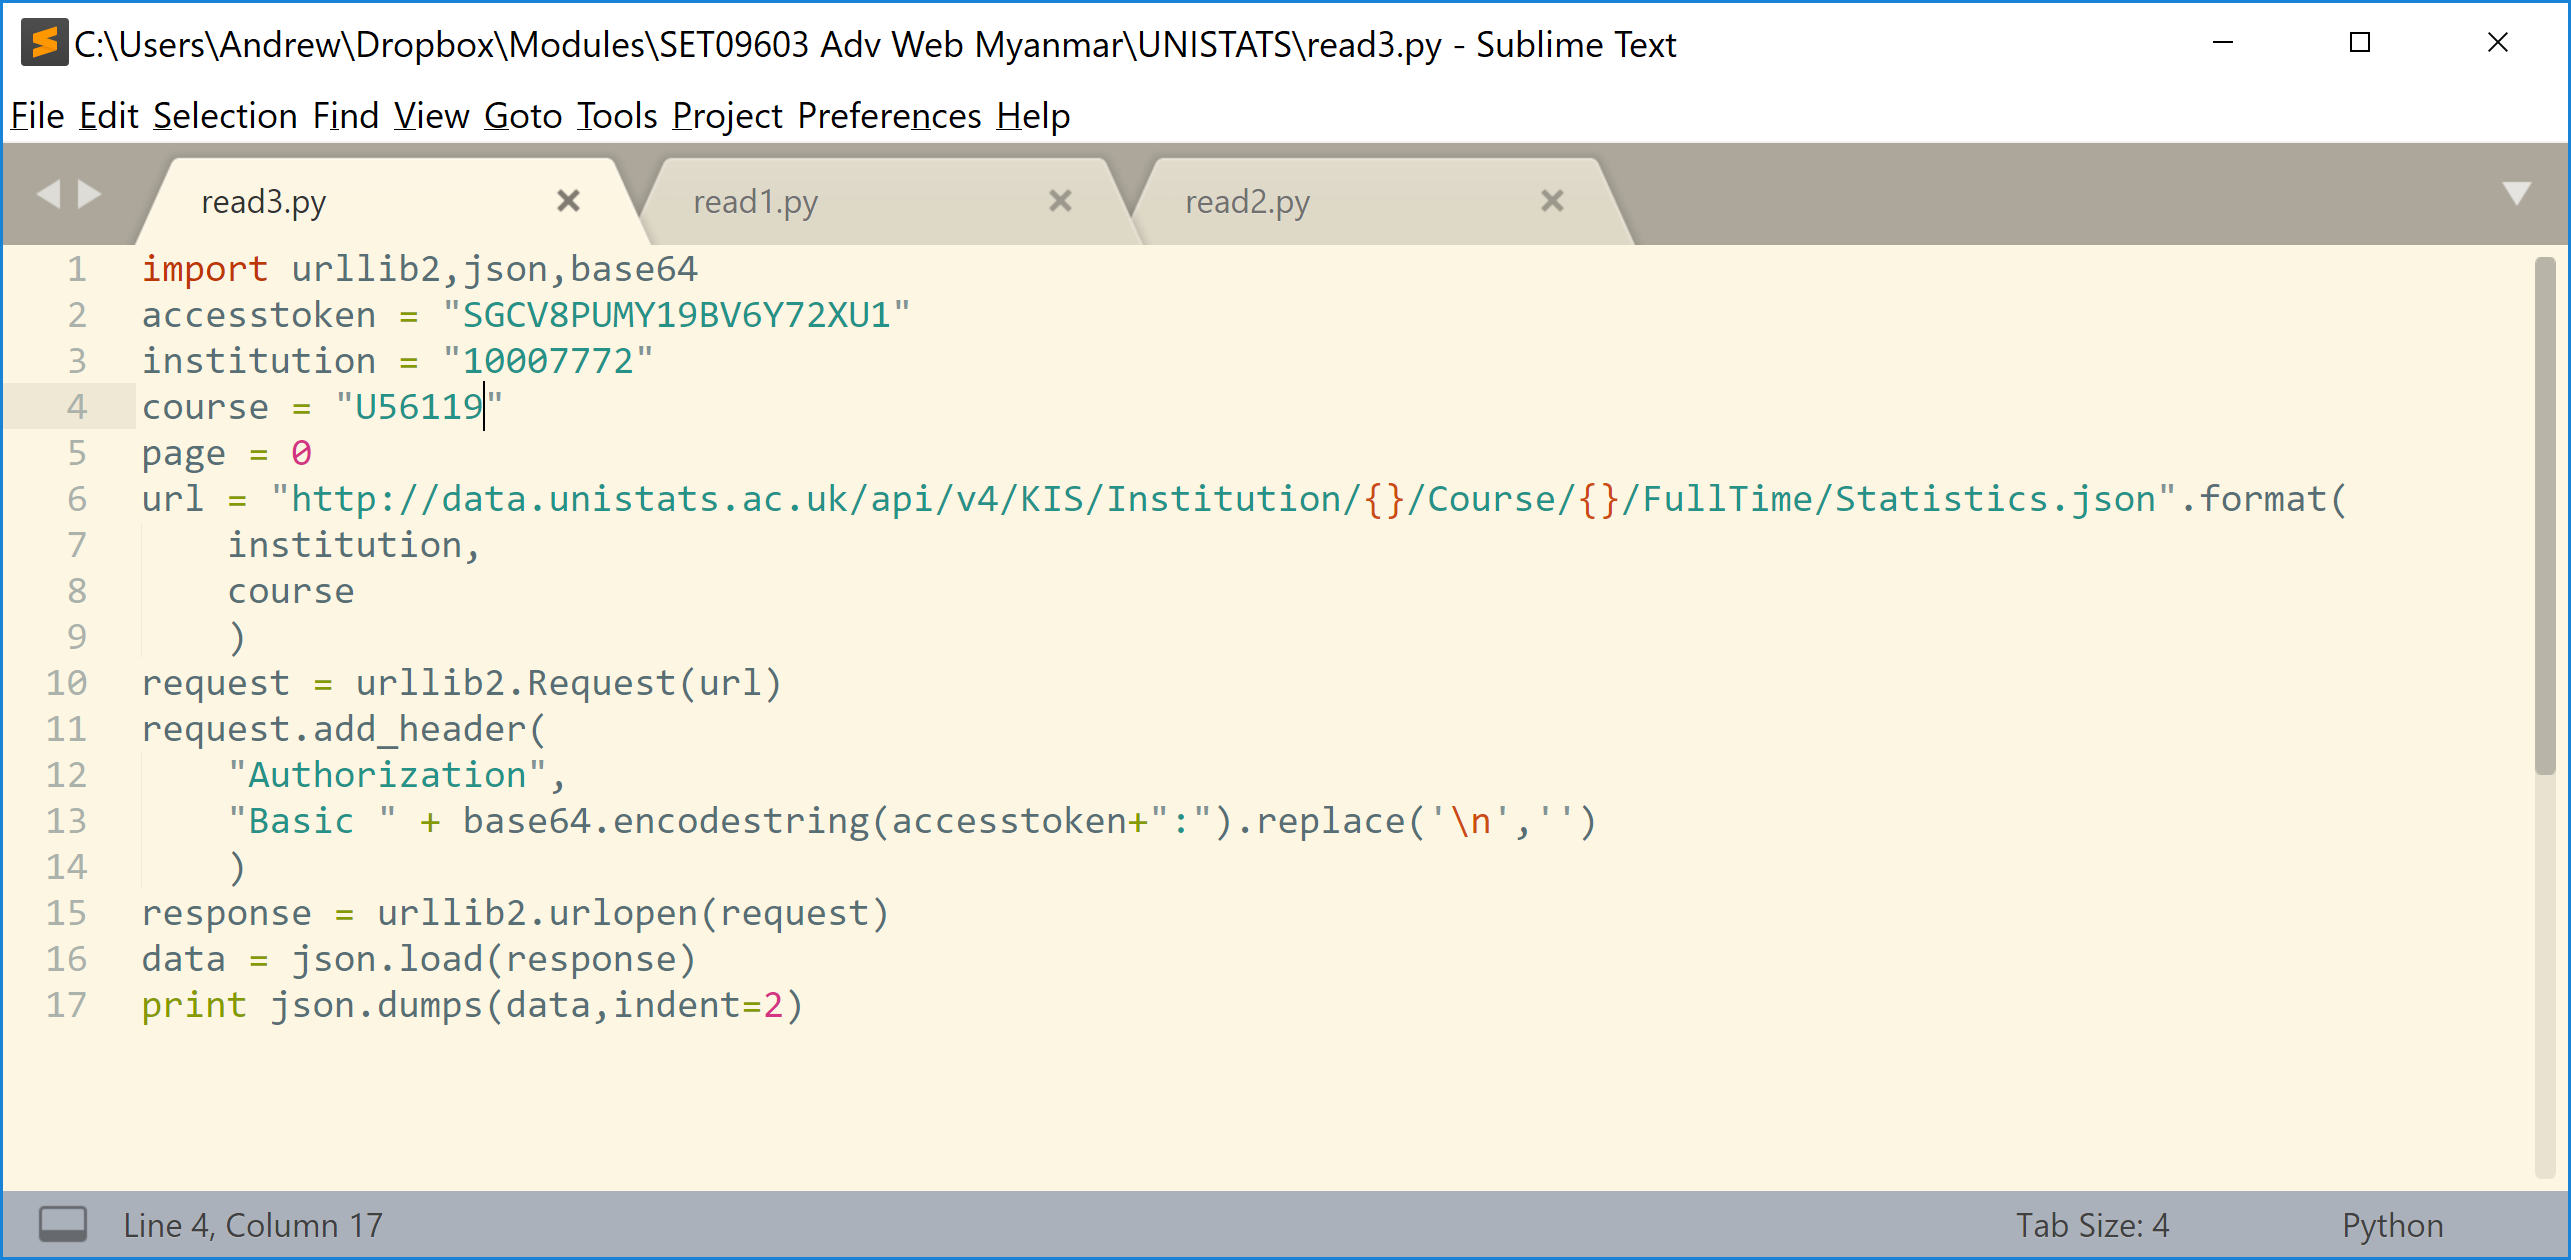 C:\Users\Andrew\Dropbox\Modules\SET09603 Adv Web Myanmar\UNISTATS\read3.py - Sublime Text
File Edit Selection Find View Goto Tools Project Preferences Help
read3.py read1.py read2.py
1 import urllib2,json,base64
2 accesstoken = "SGCV8PUMY19BV6Y72XU1"
3 institution = "10007772"
4 course = "U56119"
5 page = 0
6 url = "http://data.unistats.ac.uk/api/v4/KIS/Institution/{}/Course/{}/FullTime/Statistics.json".format(
7     institution,
8     course
9     )
10 request = urllib2.Request(url)
11 request.add_header(
12     "Authorization",
13     "Basic " + base64.encodestring(accesstoken+":").replace('\n','')
14     )
15 response = urllib2.urlopen(request)
16 data = json.load(response)
17 print json.dumps(data,indent=2)
Line 4, Column 17 Tab Size: 4 Python